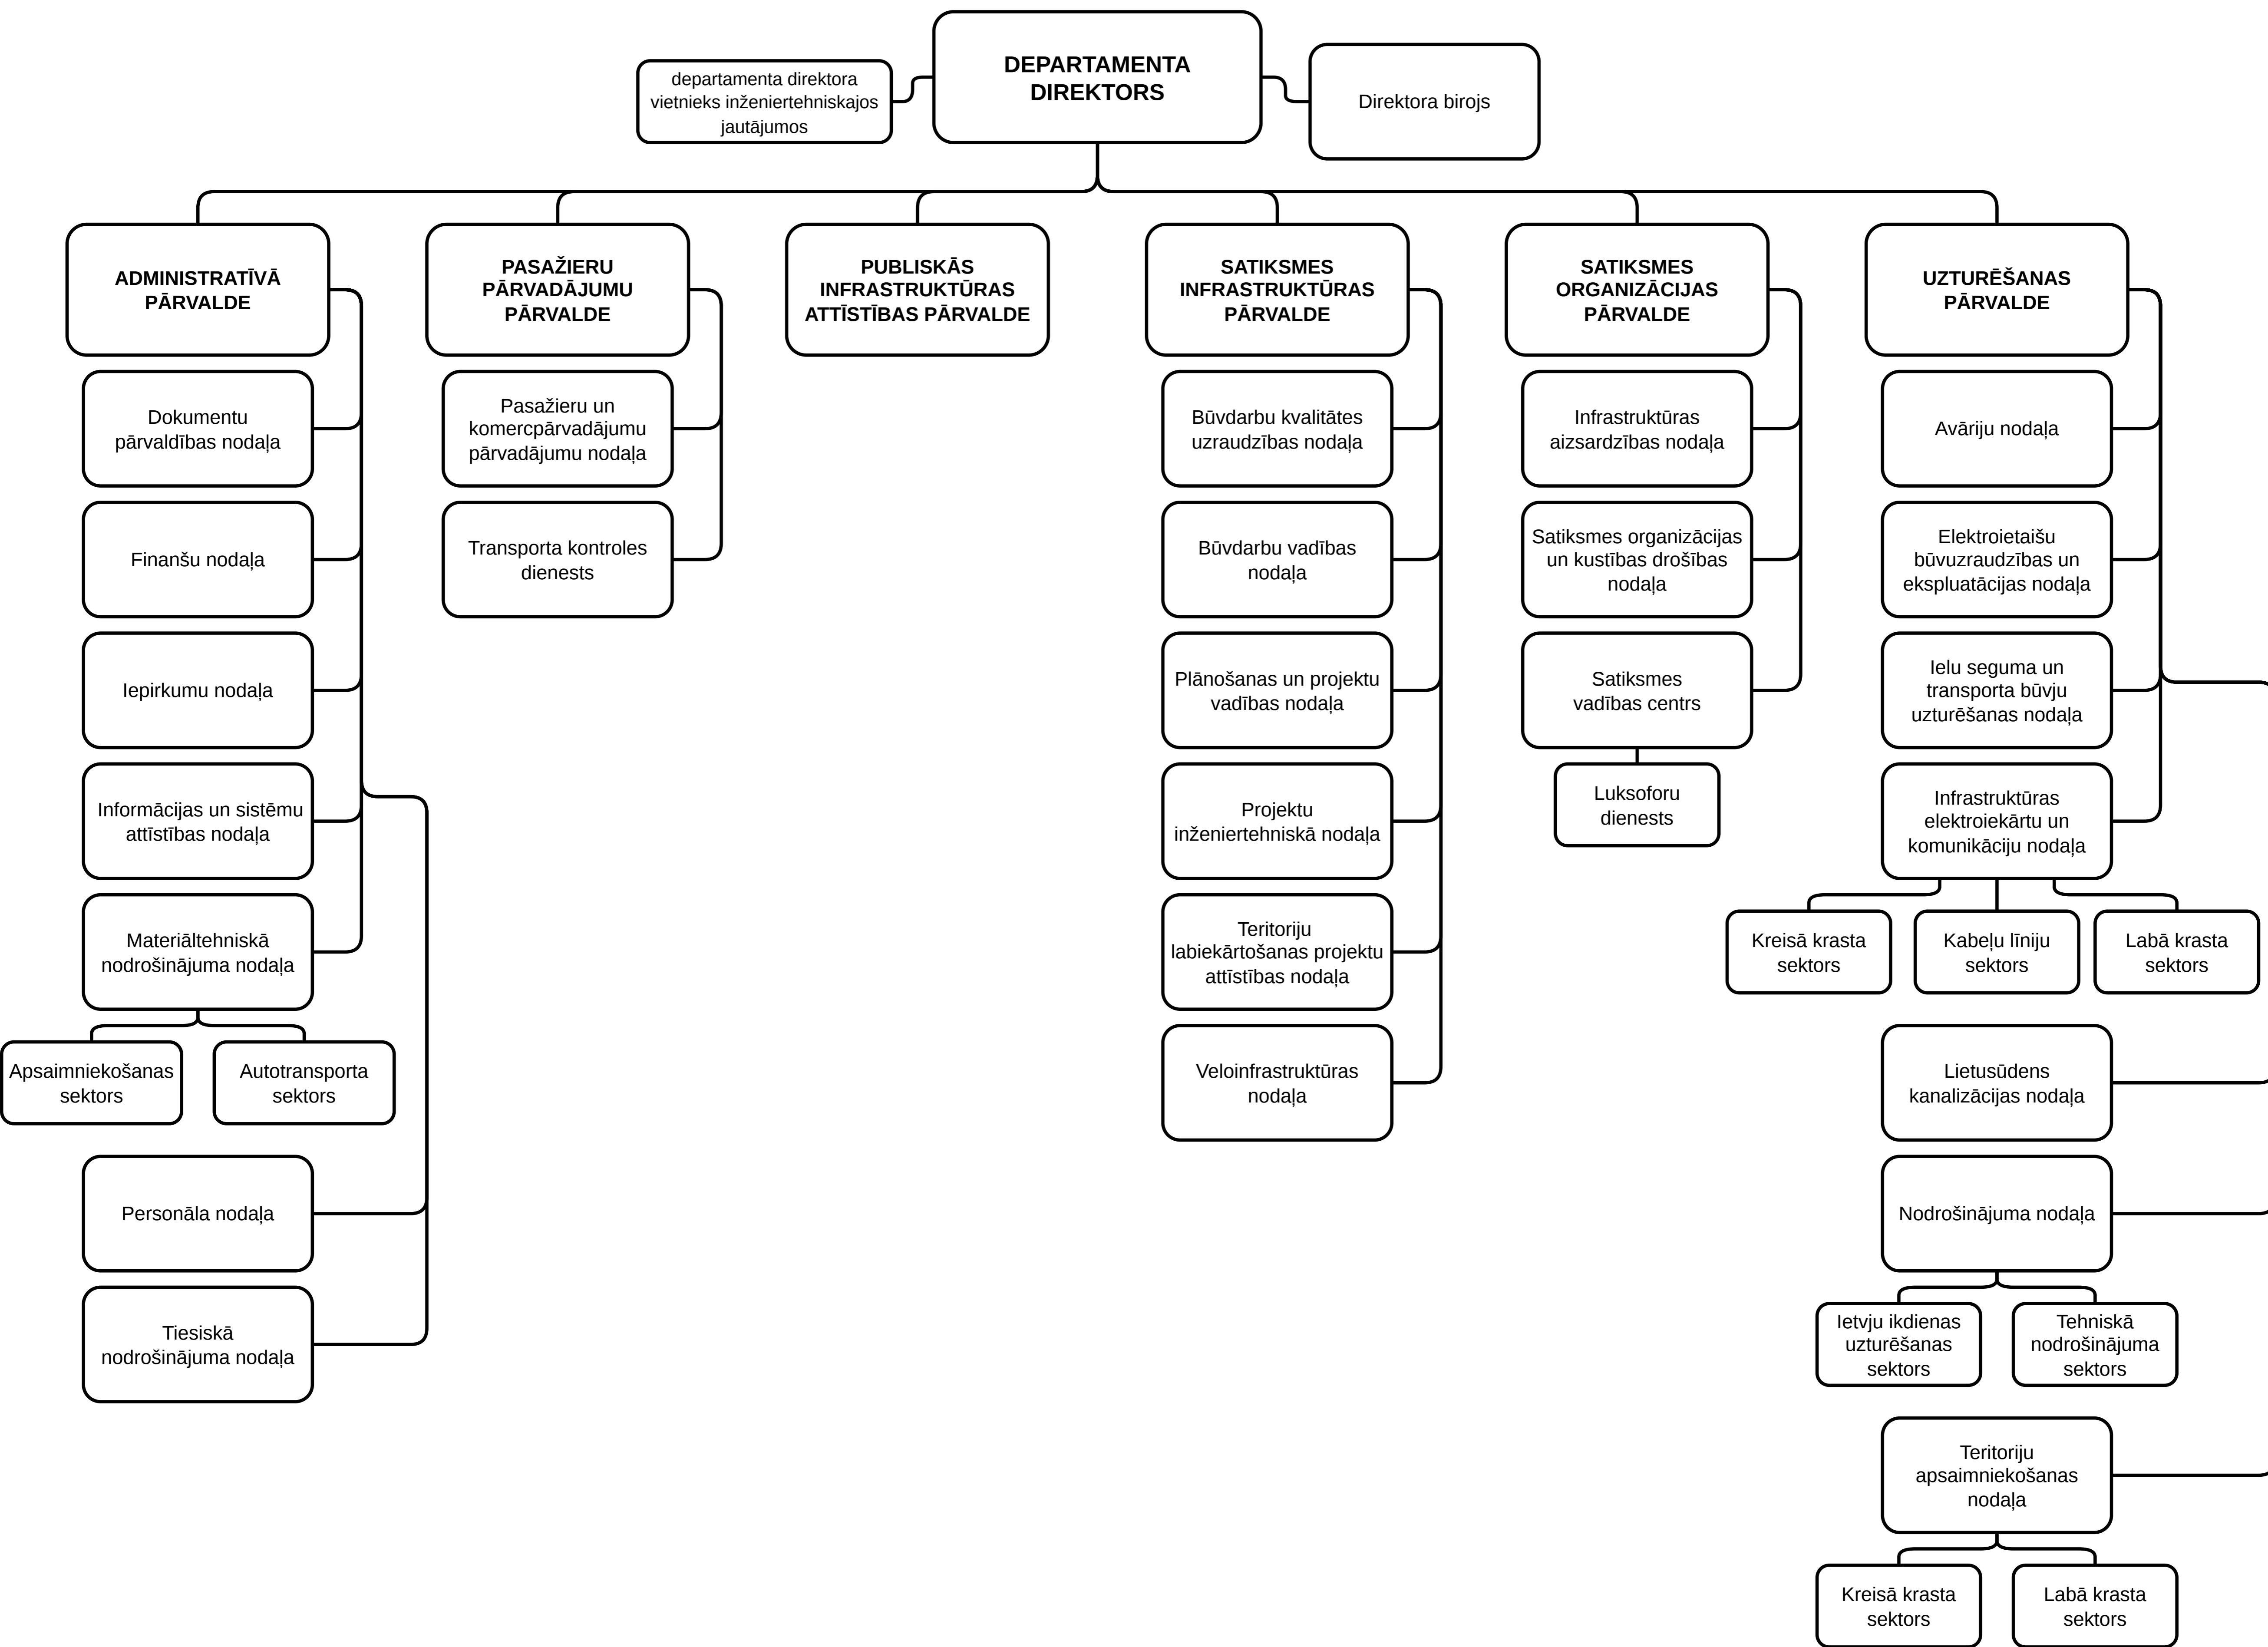 DEPARTAMENTA
DIREKTORS
departamenta direktora
vietnieks inženiertehniskajos
jautājumos
Direktora birojs
ADMINISTRATĪVĀ
PĀRVALDE
Dokumentu
pārvaldības nodaļa
Finanšu nodaļa
Iepirkumu nodaļa
Informācijas un sistēmu
attīstības nodaļa
Materiāltehniskā
nodrošinājuma nodaļa
Apsaimniekošanas
sektors
Autotransporta
sektors
Personāla nodaļa
Tiesiskā
nodrošinājuma nodaļa
PASAŽIERU
PĀRVADĀJUMU
PĀRVALDE
Pasažieru un
komercpārvadājumu
pārvadājumu nodaļa
Transporta kontroles
dienests
PUBLISKĀS
INFRASTRUKTŪRAS
ATTĪSTĪBAS PĀRVALDE
SATIKSMES
INFRASTRUKTŪRAS
PĀRVALDE
Būvdarbu kvalitātes
uzraudzības nodaļa
Būvdarbu vadības
nodaļa
Plānošanas un projektu
vadības nodaļa
Projektu
inženiertehniskā nodaļa
Teritoriju
labiekārtošanas projektu
attīstības nodaļa
Veloinfrastruktūras
nodaļa
SATIKSMES
ORGANIZĀCIJAS
PĀRVALDE
Infrastruktūras
aizsardzības nodaļa
Satiksmes organizācijas
un kustības drošības
nodaļa
Satiksmes
vadības centrs
Luksoforu
dienests
UZTURĒŠANAS
PĀRVALDE
Avāriju nodaļa
Elektroietaišu
būvuzraudzības un
ekspluatācijas nodaļa
Ielu seguma un
transporta būvju
uzturēšanas nodaļa
Infrastruktūras
elektroiekārtu un
komunikāciju nodaļa
Kreisā krasta
sektors
Kabeļu līniju
sektors
Labā krasta
sektors
Lietusūdens
kanalizācijas nodaļa
Nodrošinājuma nodaļa
Ietvju ikdienas
uzturēšanas
sektors
Tehniskā
nodrošinājuma
sektors
Teritoriju
apsaimniekošanas
nodaļa
Kreisā krasta
sektors
Labā krasta
sektors